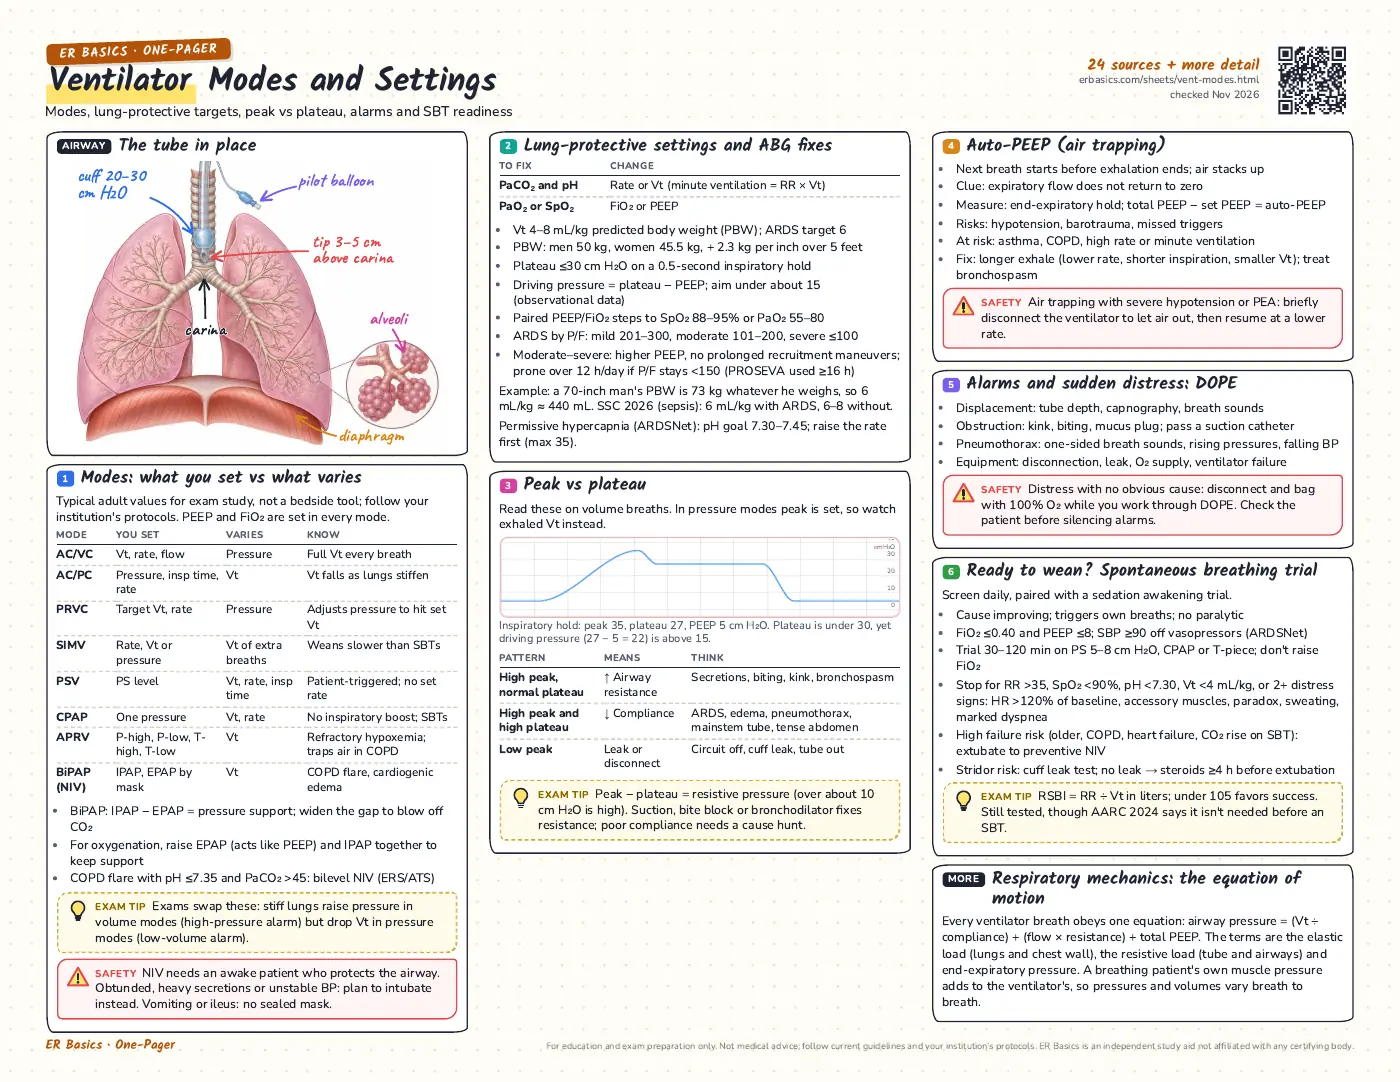 ER BASICS · ONE-PAGER
Ventilator Modes and Settings
Modes, lung-protective targets, peak vs plateau, alarms and SBT readiness
24 sources + more detail
erbasics.com/sheets/vent-modes.html
checked Nov 2026
AIRWAY The tube in place
cuff 20–30
cm H₂O
pilot balloon
tip 3–5 cm
above carina
carina
alveoli
diaphragm
1 Modes: what you set vs what varies
Typical adult values for exam study, not a bedside tool; follow your
institution's protocols. PEEP and FiO₂ are set in every mode.
MODE YOU SET VARIES KNOW
AC/VC Vt, rate, flow Pressure Full Vt every breath
AC/PC Pressure, insp time, Vt Vt falls as lungs stiffen
rate
PRVC Target Vt, rate Pressure Adjusts pressure to hit set
Vt
SIMV Rate, Vt or Vt of extra Weans slower than SBTs
pressure breaths
PSV PS level Vt, rate, insp Patient-triggered; no set
time rate
CPAP One pressure Vt, rate No inspiratory boost; SBTs
APRV P-high, P-low, T- Vt Refractory hypoxemia;
high, T-low traps air in COPD
BiPAP IPAP, EPAP by Vt COPD flare, cardiogenic
(NIV) mask edema
• BiPAP: IPAP − EPAP = pressure support; widen the gap to blow off
CO₂
• For oxygenation, raise EPAP (acts like PEEP) and IPAP together to
keep support
• COPD flare with pH ≤7.35 and PaCO₂ >45: bilevel NIV (ERS/ATS)
EXAM TIP Exams swap these: stiff lungs raise pressure in
volume modes (high-pressure alarm) but drop Vt in pressure
modes (low-volume alarm).
SAFETY NIV needs an awake patient who protects the airway.
Obtunded, heavy secretions or unstable BP: plan to intubate
instead. Vomiting or ileus: no sealed mask.
2 Lung-protective settings and ABG fixes
TO FIX CHANGE
PaCO₂ and pH Rate or Vt (minute ventilation = RR × Vt)
PaO₂ or SpO₂ FiO₂ or PEEP
• Vt 4–8 mL/kg predicted body weight (PBW); ARDS target 6
• PBW: men 50 kg, women 45.5 kg, + 2.3 kg per inch over 5 feet
• Plateau ≤30 cm H₂O on a 0.5-second inspiratory hold
• Driving pressure = plateau − PEEP; aim under about 15
(observational data)
• Paired PEEP/FiO₂ steps to SpO₂ 88–95% or PaO₂ 55–80
• ARDS by P/F: mild 201–300, moderate 101–200, severe ≤100
• Moderate–severe: higher PEEP, no prolonged recruitment maneuvers;
prone over 12 h/day if P/F stays <150 (PROSEVA used ≥16 h)
Example: a 70-inch man's PBW is 73 kg whatever he weighs, so 6
mL/kg ≈ 440 mL. SSC 2026 (sepsis): 6 mL/kg with ARDS, 6–8 without.
Permissive hypercapnia (ARDSNet): pH goal 7.30–7.45; raise the rate
first (max 35).
3 Peak vs plateau
Read these on volume breaths. In pressure modes peak is set, so watch
exhaled Vt instead.
cmH₂O
30
20
10
0
Inspiratory hold: peak 35, plateau 27, PEEP 5 cm H₂O. Plateau is under 30, yet
driving pressure (27 − 5 = 22) is above 15.
PATTERN MEANS THINK
High peak, ↑ Airway Secretions, biting, kink, bronchospasm
normal plateau resistance
High peak and ↓ Compliance ARDS, edema, pneumothorax,
high plateau mainstem tube, tense abdomen
Low peak Leak or Circuit off, cuff leak, tube out
disconnect
EXAM TIP Peak − plateau = resistive pressure (over about 10
cm H₂O is high). Suction, bite block or bronchodilator fixes
resistance; poor compliance needs a cause hunt.
4 Auto-PEEP (air trapping)
• Next breath starts before exhalation ends; air stacks up
• Clue: expiratory flow does not return to zero
• Measure: end-expiratory hold; total PEEP − set PEEP = auto-PEEP
• Risks: hypotension, barotrauma, missed triggers
• At risk: asthma, COPD, high rate or minute ventilation
• Fix: longer exhale (lower rate, shorter inspiration, smaller Vt); treat
bronchospasm
SAFETY Air trapping with severe hypotension or PEA: briefly
disconnect the ventilator to let air out, then resume at a lower
rate.
5 Alarms and sudden distress: DOPE
• Displacement: tube depth, capnography, breath sounds
• Obstruction: kink, biting, mucus plug; pass a suction catheter
• Pneumothorax: one-sided breath sounds, rising pressures, falling BP
• Equipment: disconnection, leak, O₂ supply, ventilator failure
SAFETY Distress with no obvious cause: disconnect and bag
with 100% O₂ while you work through DOPE. Check the
patient before silencing alarms.
6 Ready to wean? Spontaneous breathing trial
Screen daily, paired with a sedation awakening trial.
• Cause improving; triggers own breaths; no paralytic
• FiO₂ ≤0.40 and PEEP ≤8; SBP ≥90 off vasopressors (ARDSNet)
• Trial 30–120 min on PS 5–8 cm H₂O, CPAP or T-piece; don't raise
FiO₂
• Stop for RR >35, SpO₂ <90%, pH <7.30, Vt <4 mL/kg, or 2+ distress
signs: HR >120% of baseline, accessory muscles, paradox, sweating,
marked dyspnea
• High failure risk (older, COPD, heart failure, CO₂ rise on SBT):
extubate to preventive NIV
• Stridor risk: cuff leak test; no leak → steroids ≥4 h before extubation
EXAM TIP RSBI = RR ÷ Vt in liters; under 105 favors success.
Still tested, though AARC 2024 says it isn't needed before an
SBT.
MORE Respiratory mechanics: the equation of
motion
Every ventilator breath obeys one equation: airway pressure = (Vt ÷
compliance) + (flow × resistance) + total PEEP. The terms are the elastic
load (lungs and chest wall), the resistive load (tube and airways) and
end-expiratory pressure. A breathing patient's own muscle pressure
adds to the ventilator's, so pressures and volumes vary breath to
breath.
ER Basics · One-Pager
For education and exam preparation only. Not medical advice; follow current guidelines and your institution's protocols. ER Basics is an independent study aid not affiliated with any certifying body.